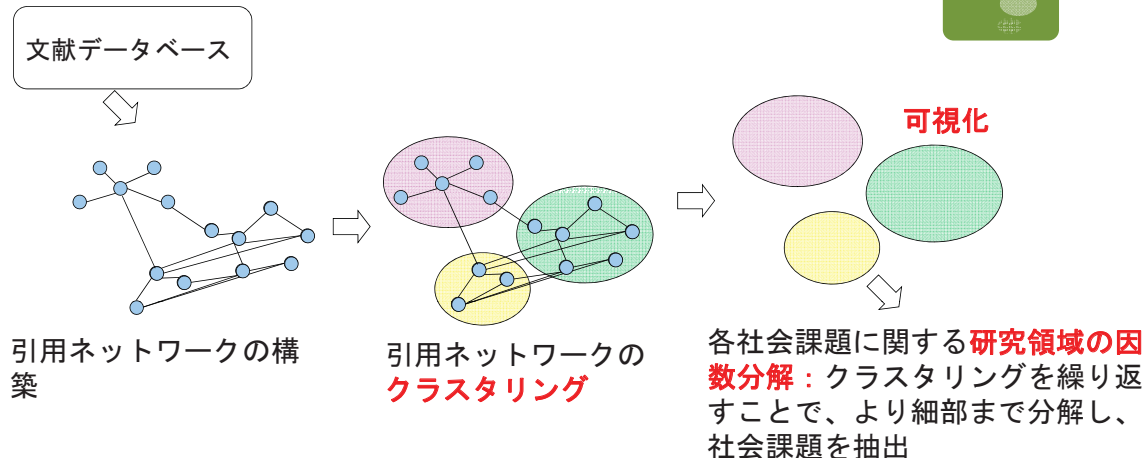 文献データベース
可視化
引用ネットワークの構
築
引用ネットワークの
クラスタリング
各社会課題に関する研究領域の因
数分解：クラスタリングを繰り返
すことで、より細部まで分解し、
社会課題を抽出